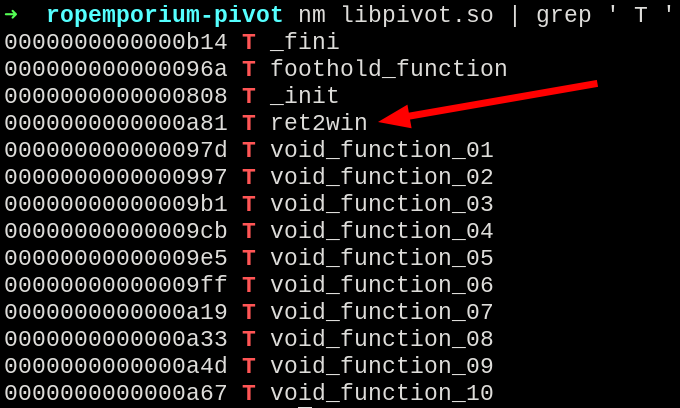 ➜ ropemporium-pivot nm libpivot.so | grep ' T '
0000000000000b14 T _fini
000000000000096a T foothold_function
0000000000000808 T _init
0000000000000a81 T ret2win
000000000000097d T void_function_01
0000000000000997 T void_function_02
00000000000009b1 T void_function_03
00000000000009cb T void_function_04
00000000000009e5 T void_function_05
00000000000009ff T void_function_06
0000000000000a19 T void_function_07
0000000000000a33 T void_function_08
0000000000000a4d T void_function_09
0000000000000a67 T void_function_10